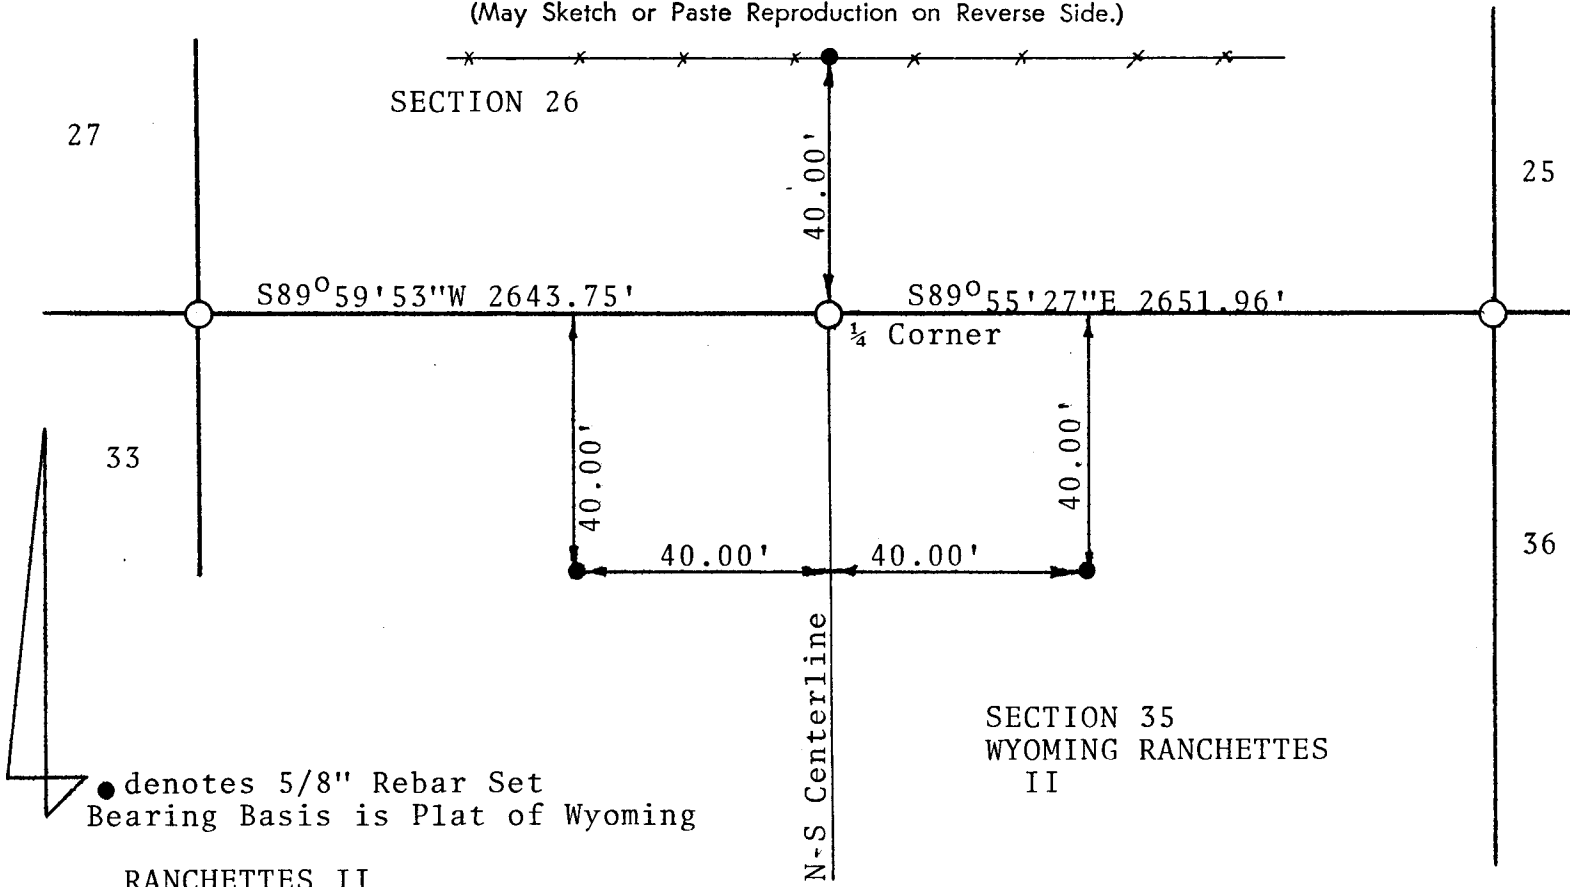 (May Sketch or Paste Reproduction on Reverse Side.)
SECTION 26
27
25
40.00'
S89°59'53"W 2643.75'
S89°55'27"E 2651.96'
¼ Corner
33
40.00'
40.00'
36
40.00'
40.00'
N-S Centerline
SECTION 35
WYOMING RANCHETTES
II
denotes 5/8" Rebar Set
Bearing Basis is Plat of Wyoming
RANCHETTES II